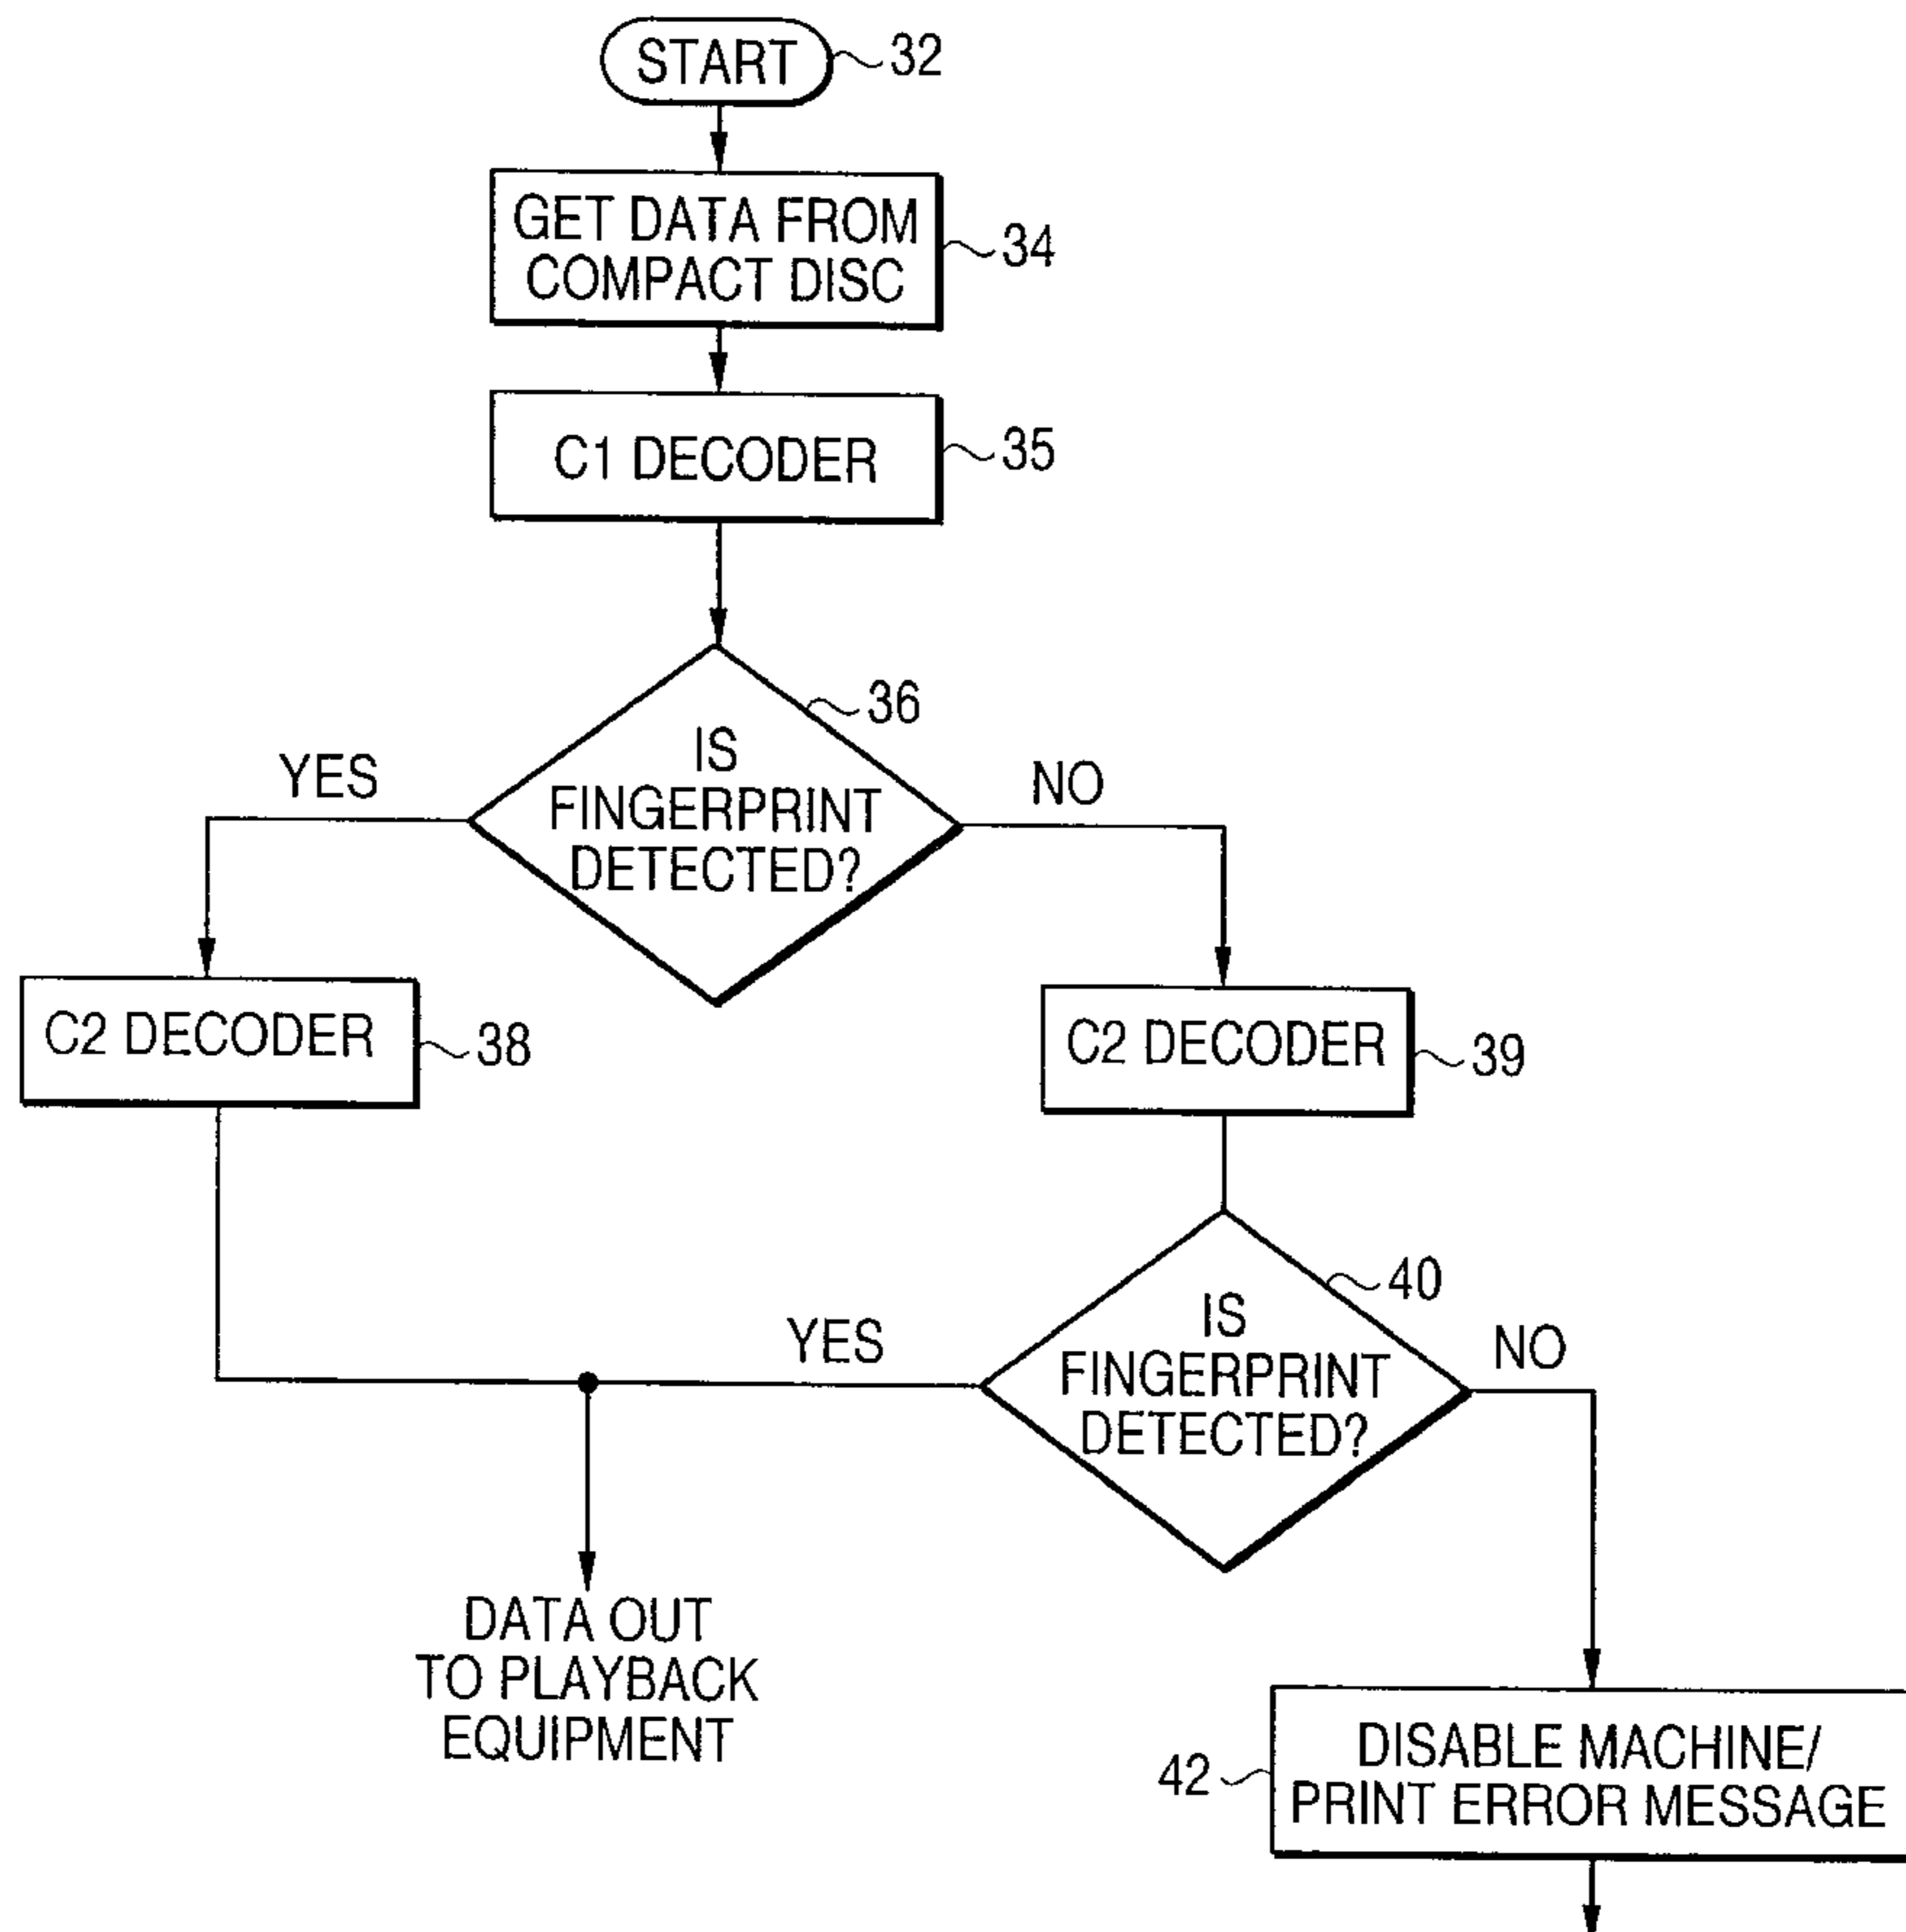 START
32
GET DATA FROM
COMPACT DISC
34
C1 DECODER
35
36
IS
FINGERPRINT
DETECTED?
YES
NO
C2 DECODER
38
C2 DECODER
39
40
IS
FINGERPRINT
DETECTED?
YES
NO
DATA OUT
TO PLAYBACK
EQUIPMENT
42
DISABLE MACHINE/
PRINT ERROR MESSAGE